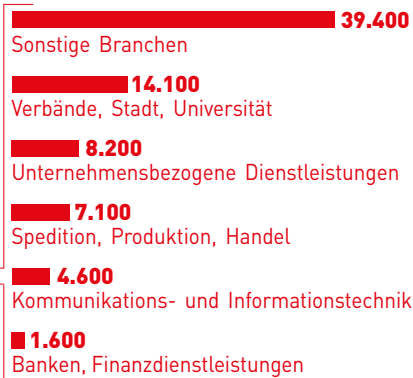 39.400
Sonstige Branchen
14.100
Verbände, Stadt, Universität
8.200
Unternehmensbezogene Dienstleistungen
7.100
Spedition, Produktion, Handel
4.600
Kommunikations- und Informationstechnik
1.600
Banken, Finanzdienstleistungen